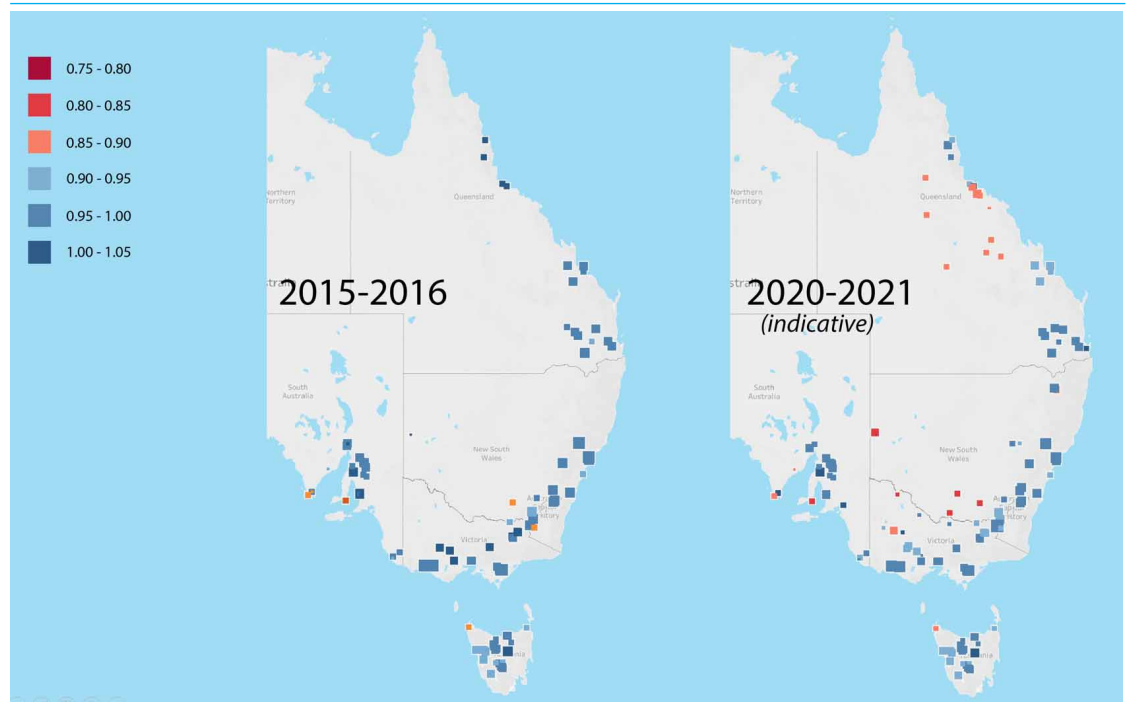 0.75 - 0.80
0.80 - 0.85
0.85 - 0.90
0.90 - 0.95
0.95 - 1.00
1.00 - 1.05
Queensland
2015-2016
South
Australia
New South
Wales
Victoria
Northern
Territory
Queensland
2020-2021
(indicative)
South
Australia
New South
Wales
Victoria